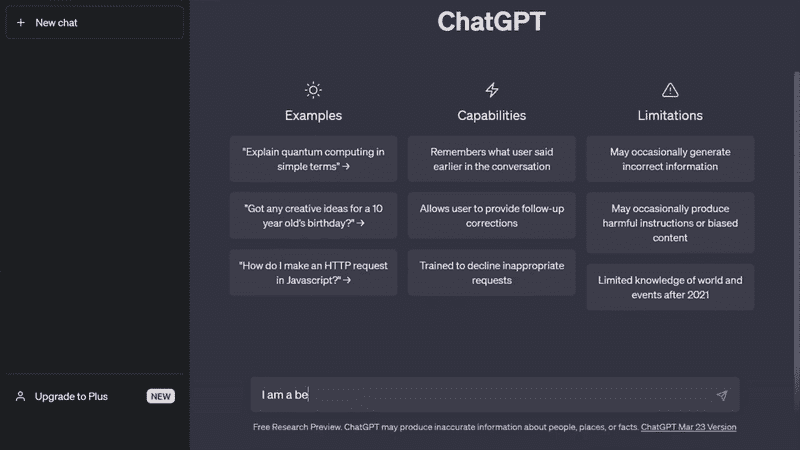 New chat
ChatGPT
Examples
"Explain quantum computing in
simple terms" →
"Got any creative ideas for a 10
year old's birthday?" →
"How do I make an HTTP request
in Javascript?" →
Capabilities
Remembers what user said
earlier in the conversation
Allows user to provide follow-up
corrections
Trained to decline inappropriate
requests
Limitations
May occasionally generate
incorrect information
May occasionally produce
harmful instructions or biased
content
Limited knowledge of world and
events after 2021
Upgrade to Plus NEW
I am a be
Free Research Preview. ChatGPT may produce inaccurate information about people, places, or facts. ChatGPT Mar 23 Version